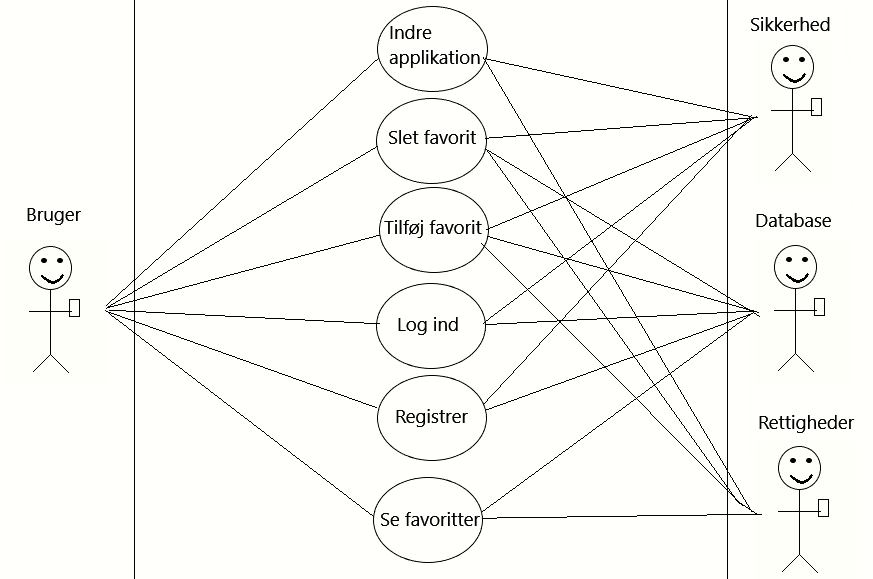 Indre
applikation
Sikkerhed
Slet favorit
Bruger
Tilføj favorit
Database
Log ind
Registrer
Rettigheder
Se favoritter